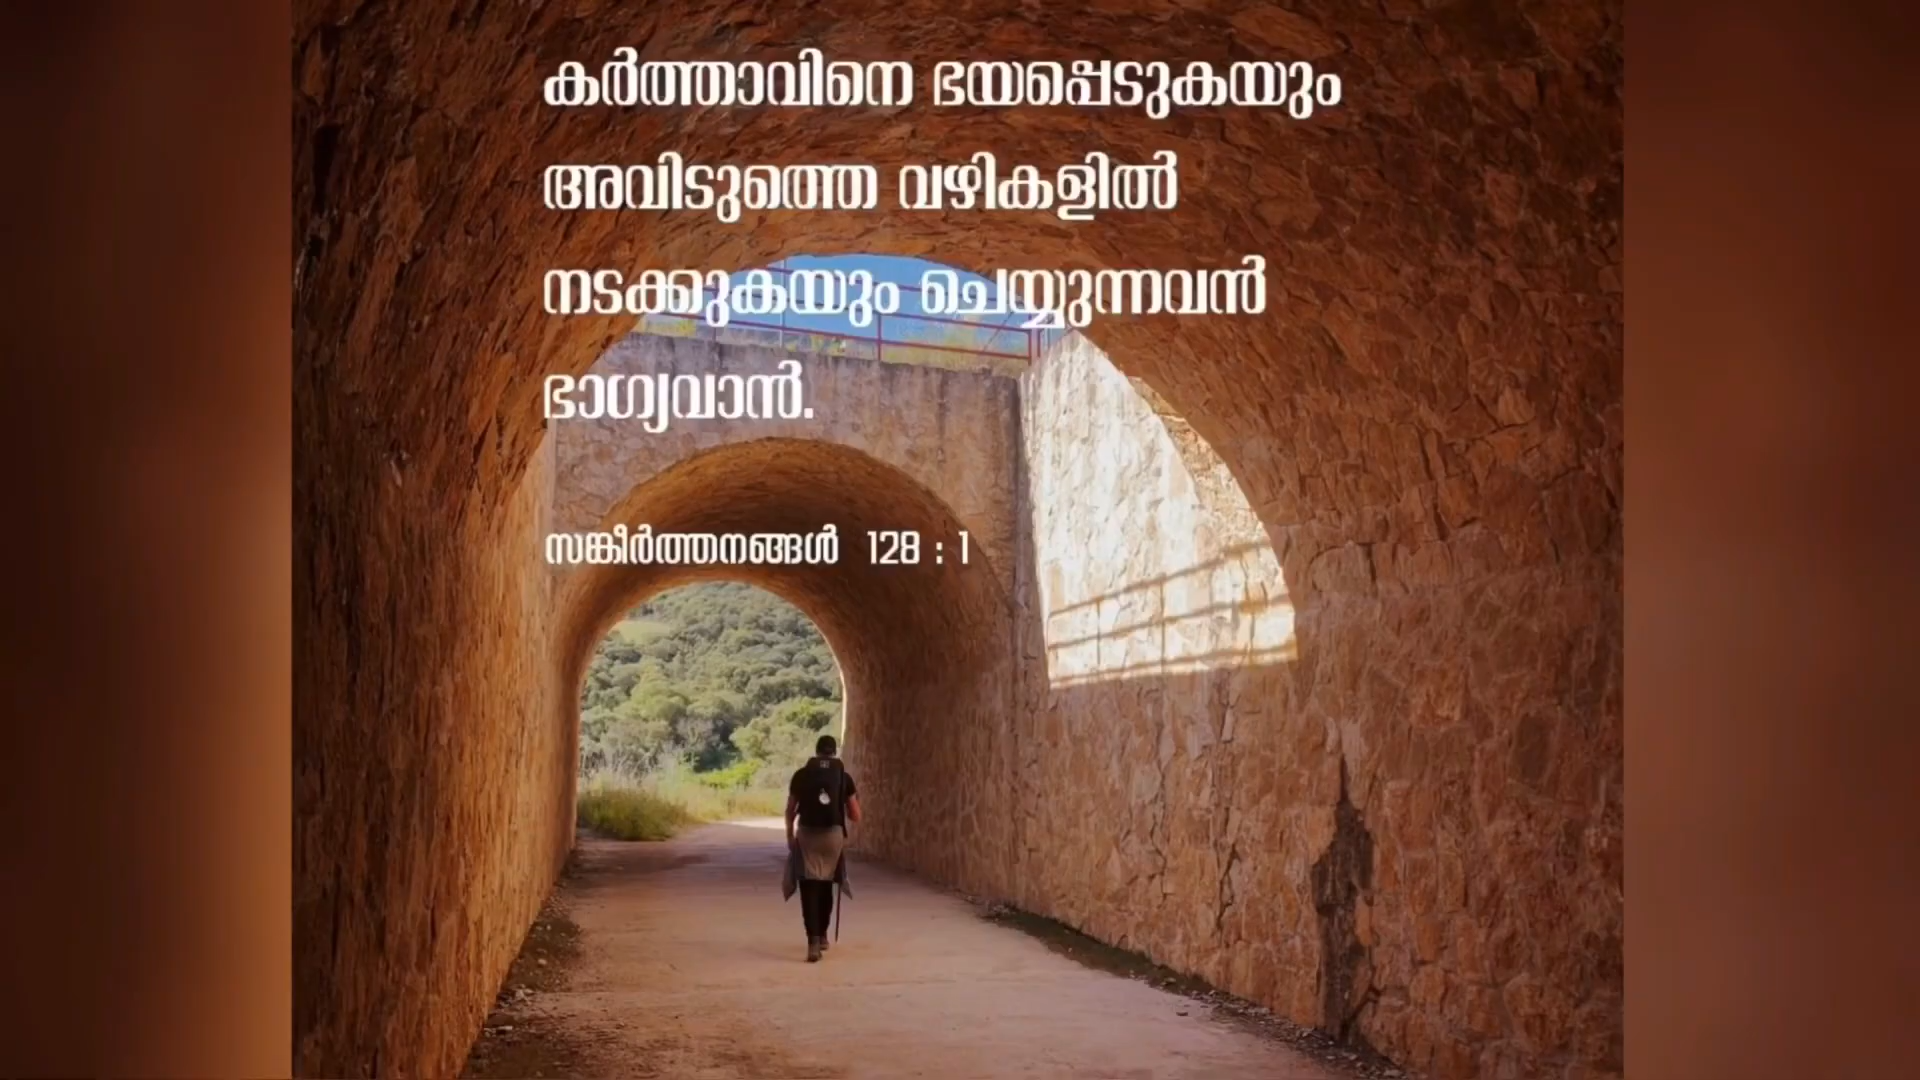 കർത്താവിനെ ഭയപ്പെടുകയും
അവിടുത്തെ വഴികളിൽ
നടക്കുകയും ചെയ്യുന്നവൻ
ഭാഗ്യവാൻ.
സങ്കീർത്തനങ്ങൾ 128 : 1